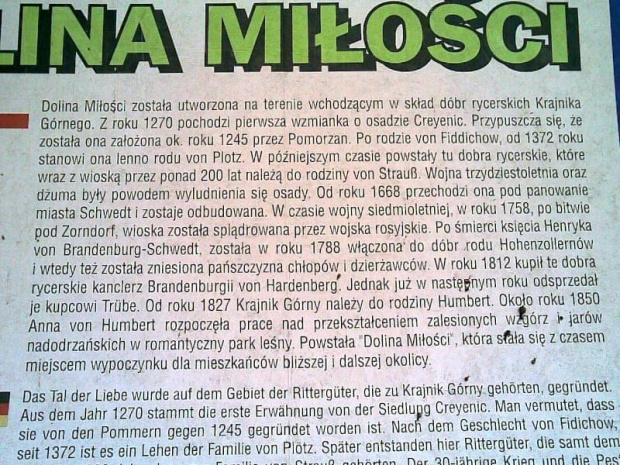 LINA MIŁOŚCI
Dolina Miłości została utworzona na terenie wchodzącym w skład dóbr rycerskich Krajnika
Górnego. Z roku 1270 pochodzi pierwsza wzmianka o osadzie Creyenic. Przypuszcza się, że
została ona założona ok. roku 1245 przez Pomorzan. Po rodzie von Fiddichow, od 1372 roku
stanowi ona lenno rodu von Plotz. W późniejszym czasie powstały tu dobra rycerskie, które
wraz z wioską przez ponad 200 lat należą do rodziny von Strauß. Wojna trzydziestoletnia oraz
dżuma były powodem wyludnienia się osady. Od roku 1668 przechodzi ona pod panowanie
miasta Schwedt i zostaje odbudowana. W czasie wojny siedmioletniej, w roku 1758, po bitwie
pod Zorndorf, wioska została splądrowana przez wojska rosyjskie. Po śmierci księcia Henryka
von Brandenburg-Schwedt, została w roku 1788 włączona do dóbr rodu Hohenzollernów
i wtedy też została zniesiona pańszczyzna chłopów i dzierżawców. W roku 1812 kupił te dobra
rycerskie kanclerz Brandenburgii von Hardenberg. Jednak już w następnym roku odsprzedał
je kupcowi Trübe. Od roku 1827 Krajnik Górny należy do rodziny Humbert. Około roku 1850
Anna von Humbert rozpoczęła prace nad przekształceniem zalesionych wzgórz i jarów
nadodrzańskich w romantyczny park leśny. Powstała "Dolina Miłości", która stała się z czasem
miejscem wypoczynku dla mieszkańców bliższej i dalszej okolicy.
Das Tal der Liebe wurde auf dem Gebiet der Rittergüter, die zu Krajnik Górny gehörten, gegründet.
Aus dem Jahr 1270 stammt die erste Erwähnung von der Siedlung Creyenic. Man vermutet, dass
sie von den Pommern gegen 1245 gegründet worden ist. Nach dem Geschlecht von Fidichow,
seit 1372 ist es ein Lehen der Familie von Plötz. Später entstanden hier Rittergüter, die samt dem
Familie von Strauß gehörten. Der 30-jährige Krieg und die Pes